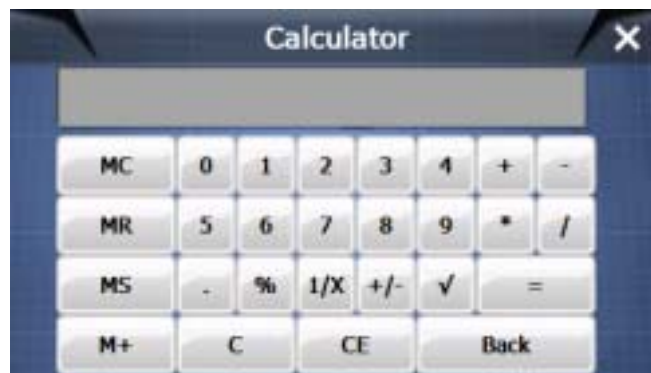 Calculator ×
MC 0 1 2 3 4 + -
MR 5 6 7 8 9 * /
MS . % 1/X +/- √ =
M+ C CE Back